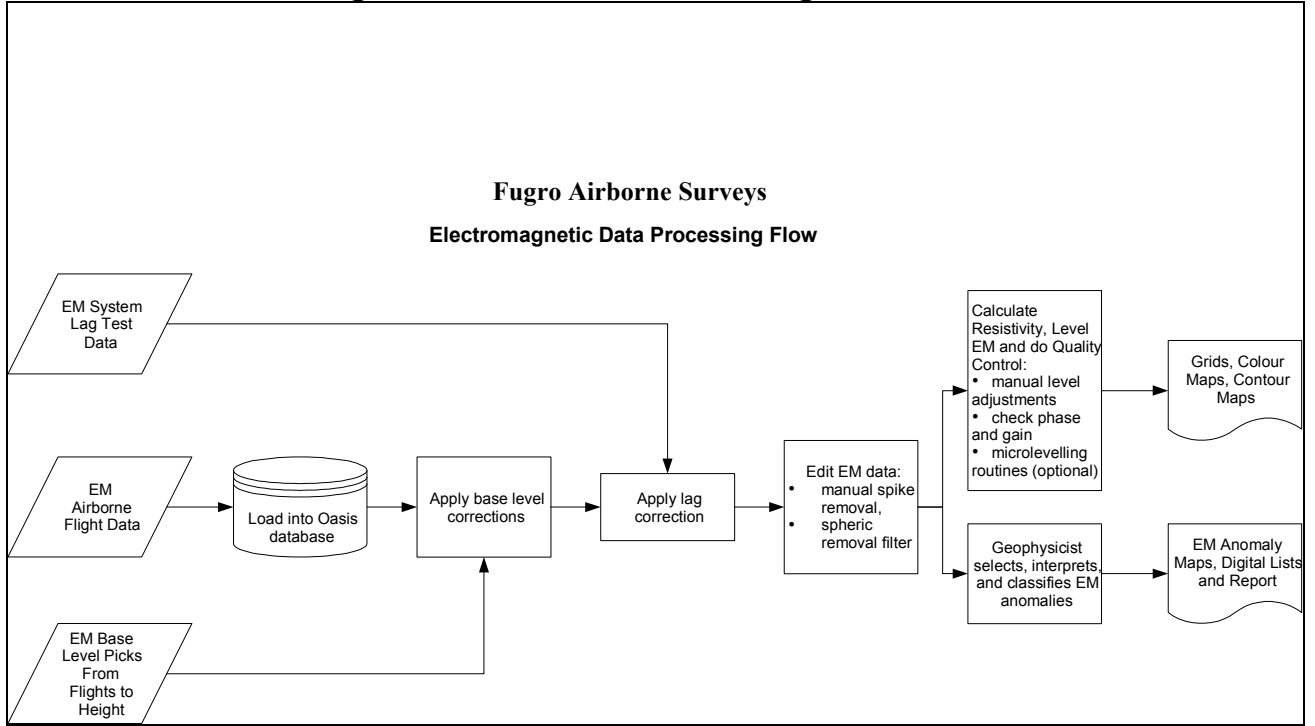 Fugro Airborne Surveys
Electromagnetic Data Processing Flow
EM System
Lag Test
Data
EM
Airborne
Flight Data
EM Base
Level Picks
From
Flights to
Height
Load into Oasis
database
Apply base level
corrections
Apply lag
correction
Edit EM data:
• manual spike
removal,
• spheric
removal filter
Calculate
Resistivity, Level
EM and do Quality
Control:
• manual level
adjustments
• check phase
and gain
• microlevelling
routines (optional)
Grids, Colour
Maps, Contour
Maps
Geophysicist
selects, interprets,
and classifies EM
anomalies
EM Anomaly
Maps, Digital Lists
and Report